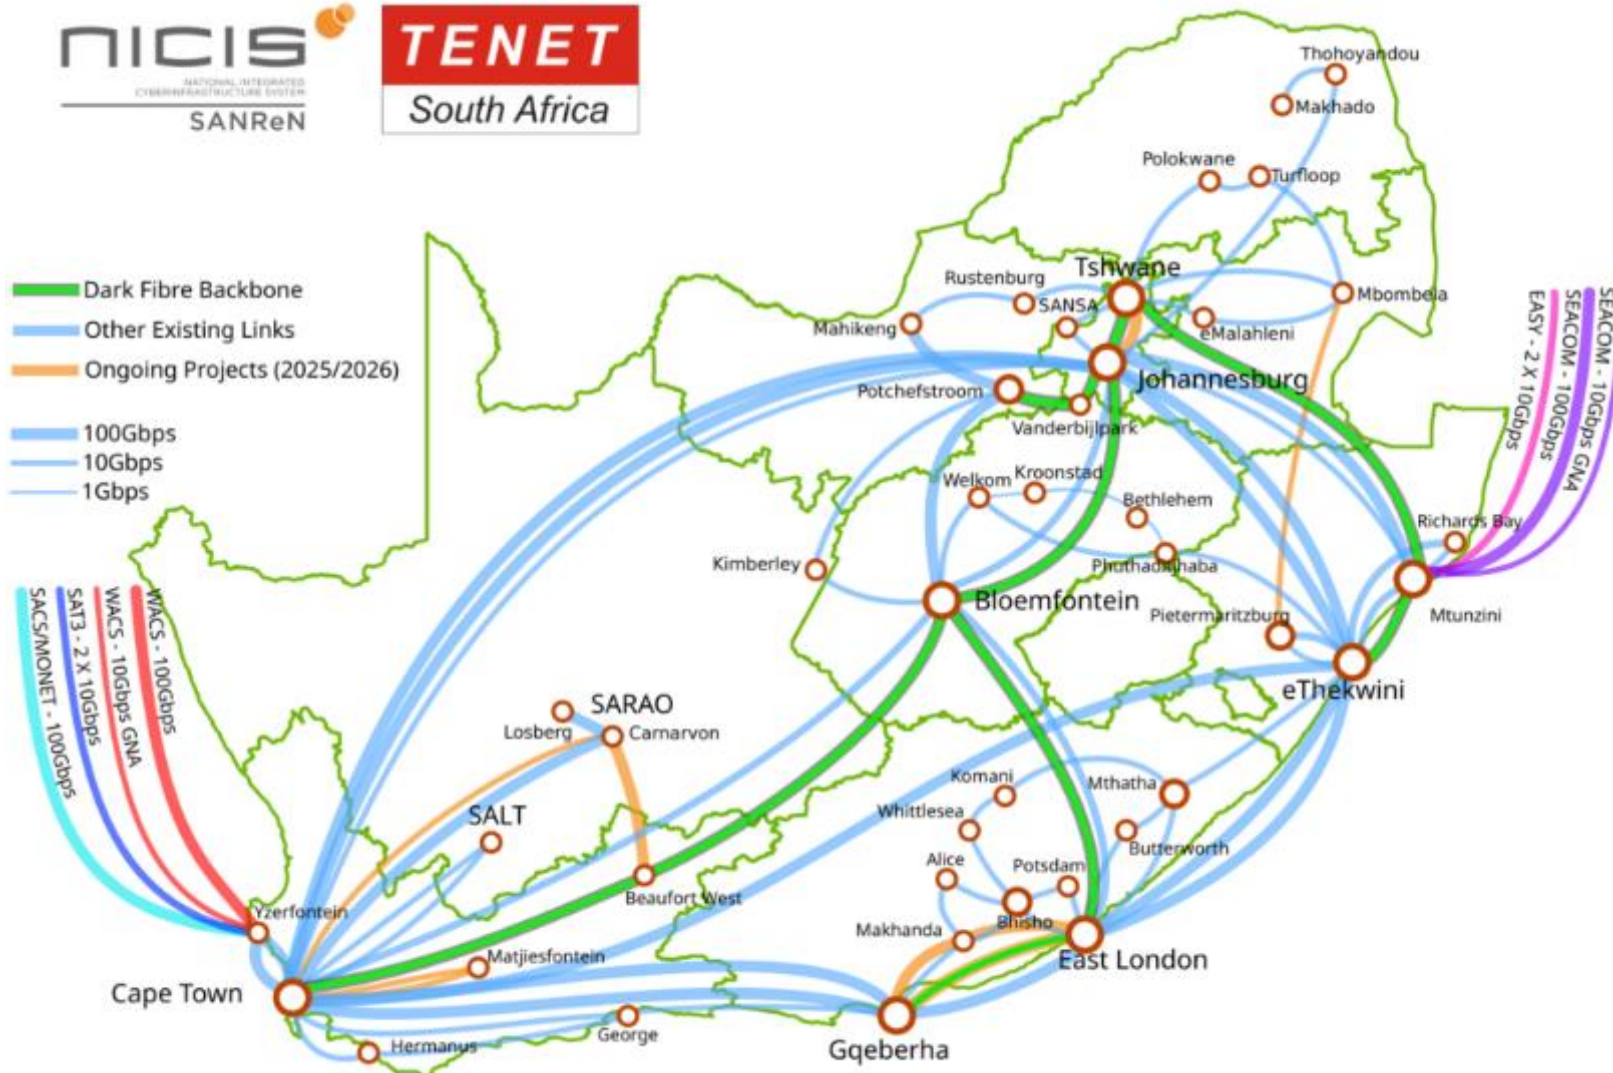 NICIS
NATIONAL INTEGRATED
CYBERINFRASTRUCTURE SYSTEM
SANReN
TENET
South Africa
Dark Fibre Backbone
Other Existing Links
Ongoing Projects (2025/2026)
100Gbps
10Gbps
1Gbps
Thohoyandou
Makhado
Polokwane
Turfloop
Tshwane
Rustenburg
SANSA
Mbombela
Mahikeng
eMalahleni
Johannesburg
Potchefstroom
Vanderbijlpark
Welkom
Kroonstad
Bethlehem
Richards Bay
Kimberley
Phuthaditjhaba
Bloemfontein
Pietermaritzburg
Mtunzini
eThekwini
EASY - 2 X 10Gbps
SEACOM - 100Gbps
SEACOM - 10Gbps GNA
SACS/MONET - 100Gbps
SAT3 - 2 X 10Gbps
WACS - 10Gbps GNA
WACS - 100Gbps
SARAO
Losberg
Carnarvon
Komani
Mthatha
SALT
Whittlesea
Butterworth
Alice
Potsdam
Beaufort West
Bhisho
Yzerfontein
Makhanda
Matjiesfontein
East London
Cape Town
George
Hermanus
Gqeberha